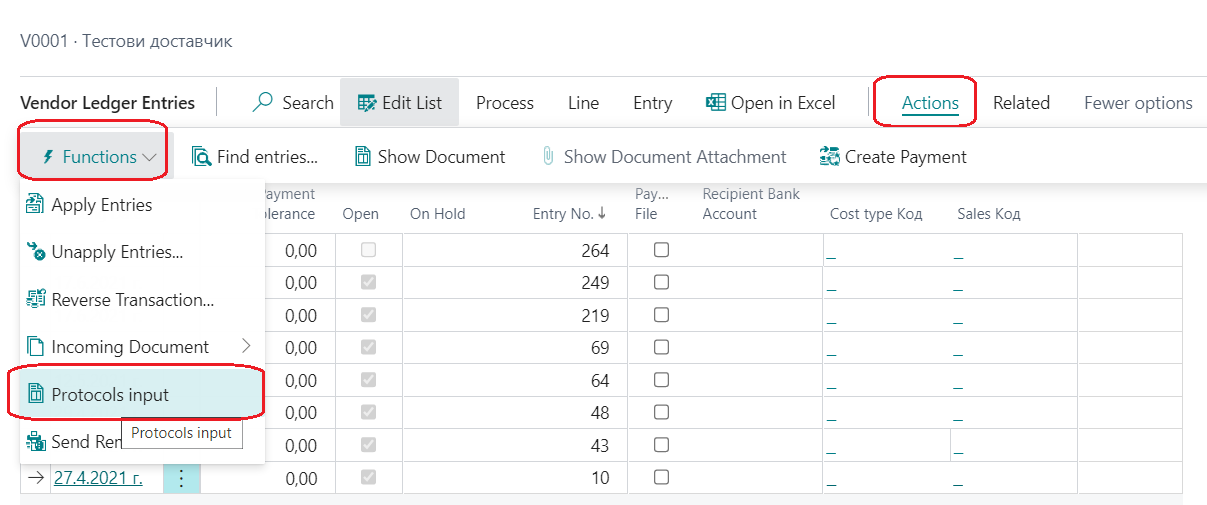 V0001 · Тестови доставчик
Vendor Ledger Entries Search Edit List Process Line Entry Open in Excel Actions Related Fewer options
Functions Find entries... Show Document Show Document Attachment Create Payment
Apply Entries
Unapply Entries...
Reverse Transaction...
Incoming Document
Protocols input
Protocols input
Send
Payment Pay... Recipient Bank
Tolerance Open On Hold Entry No. File Account Cost type Код Sales Код
0,00 264 _ _
0,00 249 _ _
0,00 219 _ _
0,00 69 _ _
0,00 64 _ _
0,00 48 _ _
0,00 43 _ _
27.4.2021 г. 0,00 10 _ _